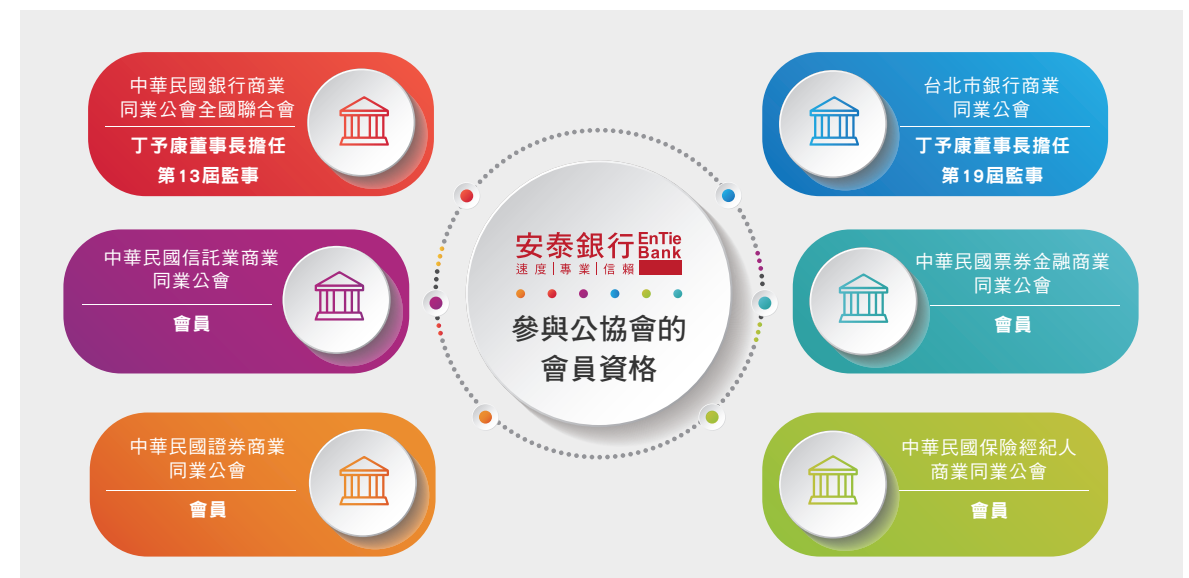 中華民國銀行商業
同業公會全國聯合會
丁予康董事長擔任
第13屆監事
台北市銀行商業
同業公會
丁予康董事長擔任
第19屆監事
中華民國信託業商業
同業公會
會員
安泰銀行 EnTie Bank
速度|專業|信賴
參與公協會的
會員資格
中華民國票券金融商業
同業公會
會員
中華民國證券商業
同業公會
會員
中華民國保險經紀人
商業同業公會
會員